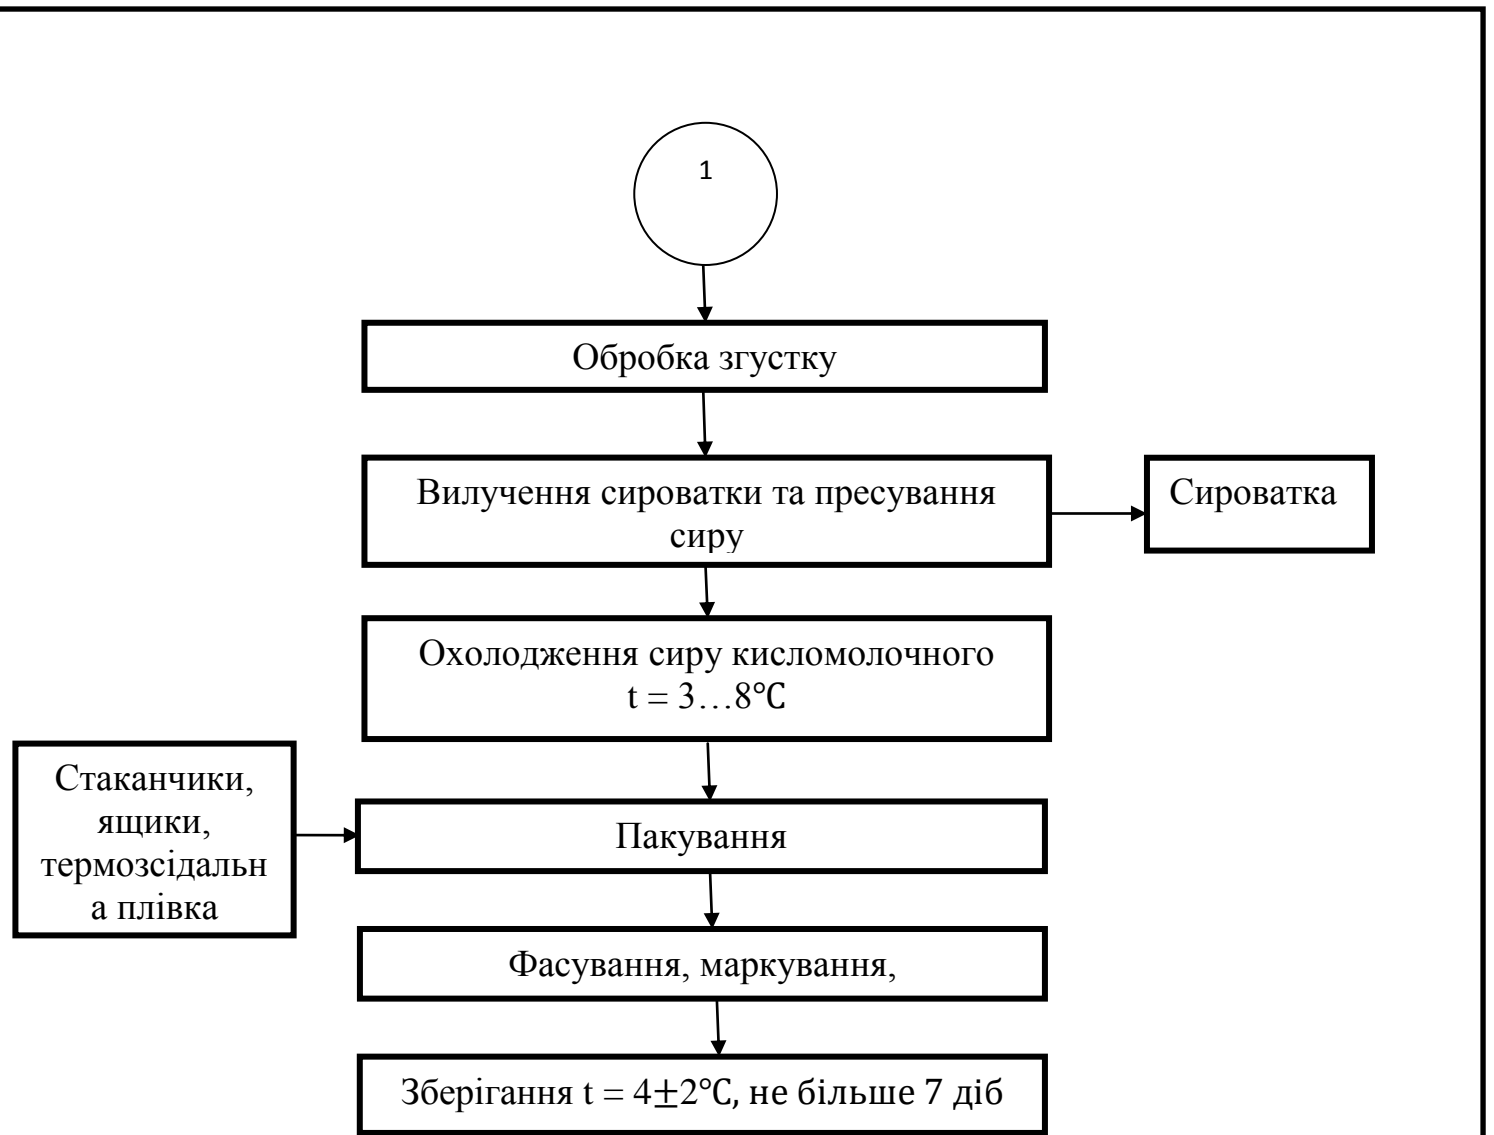 1
Обробка згустку
Вилучення сироватки та пресування
сиру
Сироватка
Охолодження сиру кисломолочного
t = 3…8℃
Стаканчики,
ящики,
термозсідальн
а плівка
Пакування
Фасування, маркування,
Зберігання t = 4±2℃, не більше 7 діб